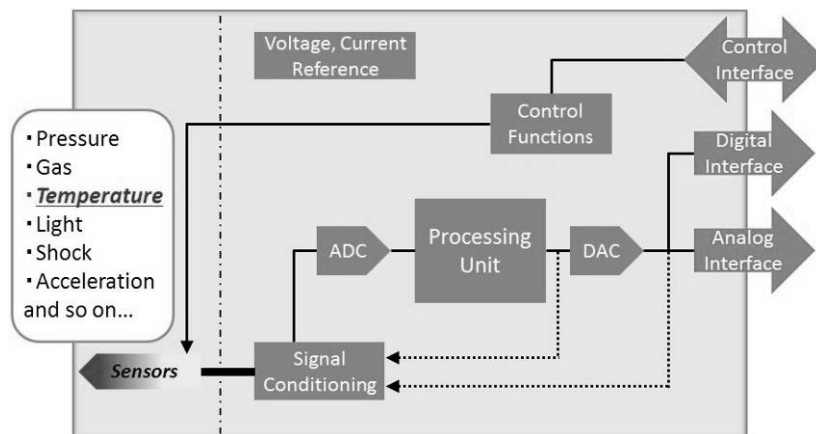 Voltage, Current
Reference
Control
Interface
Control
Functions
・Pressure
・Gas
・Temperature
・Light
・Shock
・Acceleration
and so on...
Digital
Interface
ADC
Processing
Unit
DAC
Analog
Interface
Sensors
Signal
Conditioning